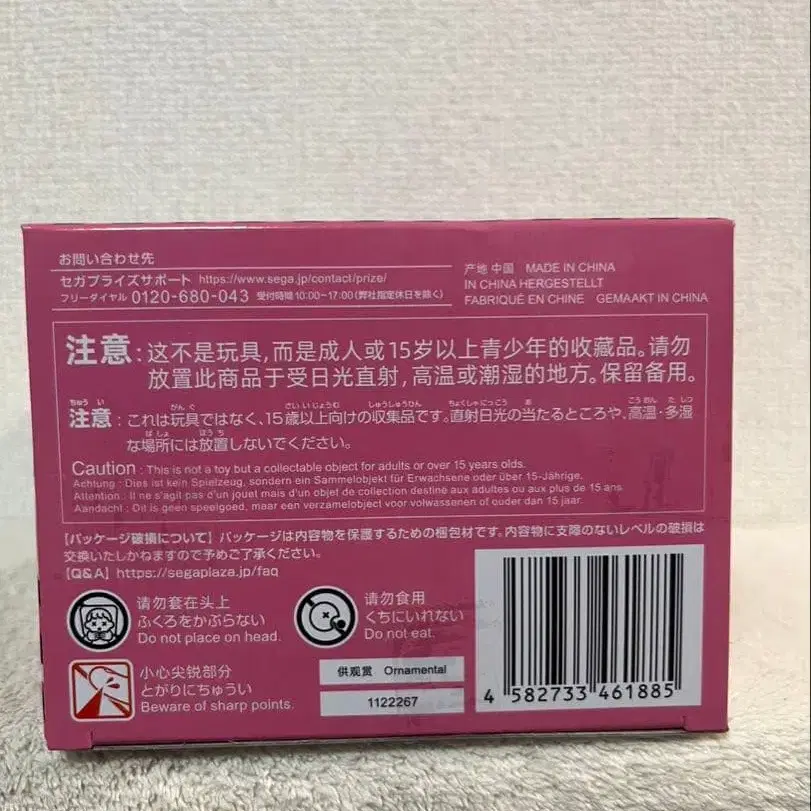 お問い合わせ先
セガプライズサポート https://www.sega.jp/contact/prize/
フリーダイヤル 0120-680-043 受付時間10:00~17:00(弊社指定休日を除く)
产地 中国 MADE IN CHINA
IN CHINA HERGESTELLT
FABRIQUÉ EN CHINE GEMAAKT IN CHINA
注意：这不是玩具，而是成人或15岁以上青少年的收藏品。请勿
放置此商品于受日光直射，高温或潮湿的地方。保留备用。
注意：これは玩具ではなく、15歳以上向けの収集品です。直射日光の当たるところや、高温・多湿
な場所には放置しないでください。
Caution : This is not a toy but a collectable object for adults or over 15 years olds.
Achtung : Dies ist kein Spielzeug, sondern ein Sammelobjekt für Erwachsene oder über 15-Jährige.
Attention : Il ne s'agit pas d'un jouet mais d'un objet de collection destiné aux adultes ou aux plus de 15 ans.
Aandacht : Dit is geen speelgoed, maar een verzamelobject voor volwassenen of ouder dan 15 jaar.
【パッケージ破損について】パッケージは内容物を保護するための梱包材です。内容物に支障のないレベルの破損は
交換いたしかねますので予めご了承ください。
【Q&A】https://segaplaza.jp/faq
请勿套在头上
ふくろをかぶらない
Do not place on head.
请勿食用
くちにいれない
Do not eat.
小心尖锐部分
とがりにちゅうい
Beware of sharp points.
供观赏 Ornamental
1122267
4 582733 461885